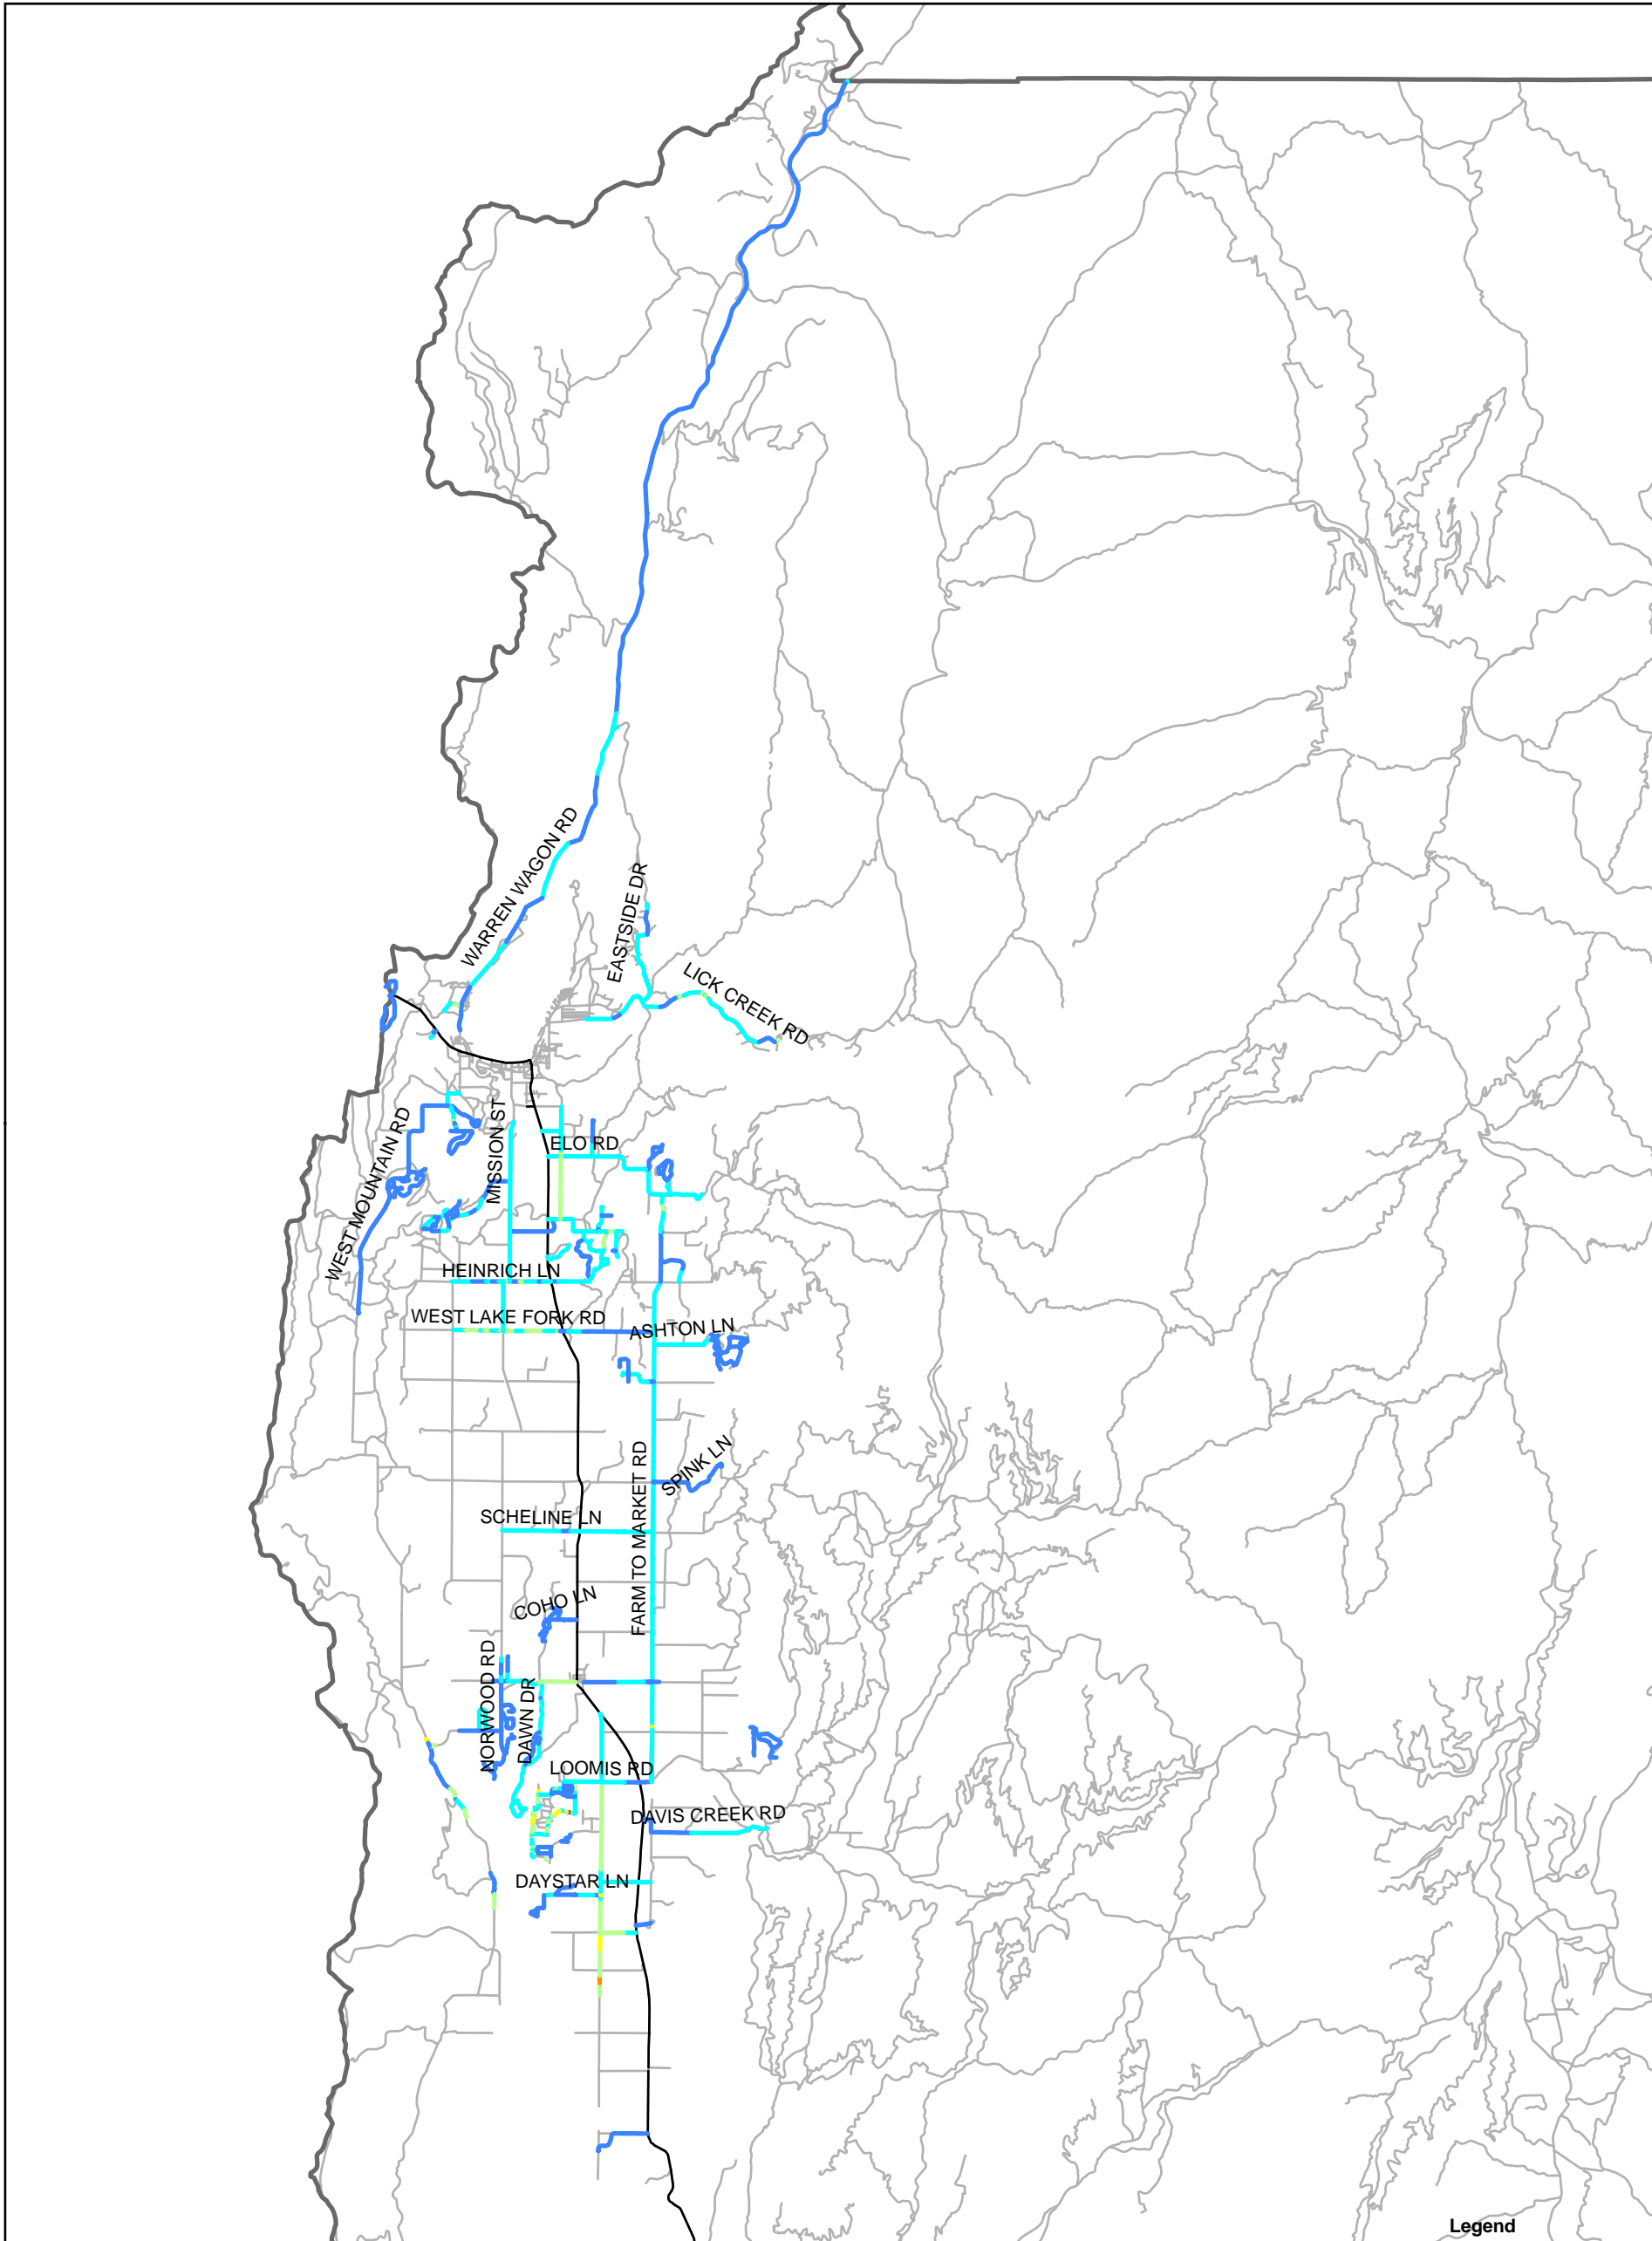 WARREN WAGON RD
EASTSIDE DR
LICK CREEK RD
WEST MOUNTAIN RD
MISSION ST
ELO RD
HEINRICH LN
WEST LAKE FORK RD
ASHTON LN
FARM TO MARKET RD
SPINK LN
SCHELINE LN
COHO LN
NORWOOD RD
DAWN DR
LOOMIS RD
DAVIS CREEK RD
DAYSTAR LN
Legend